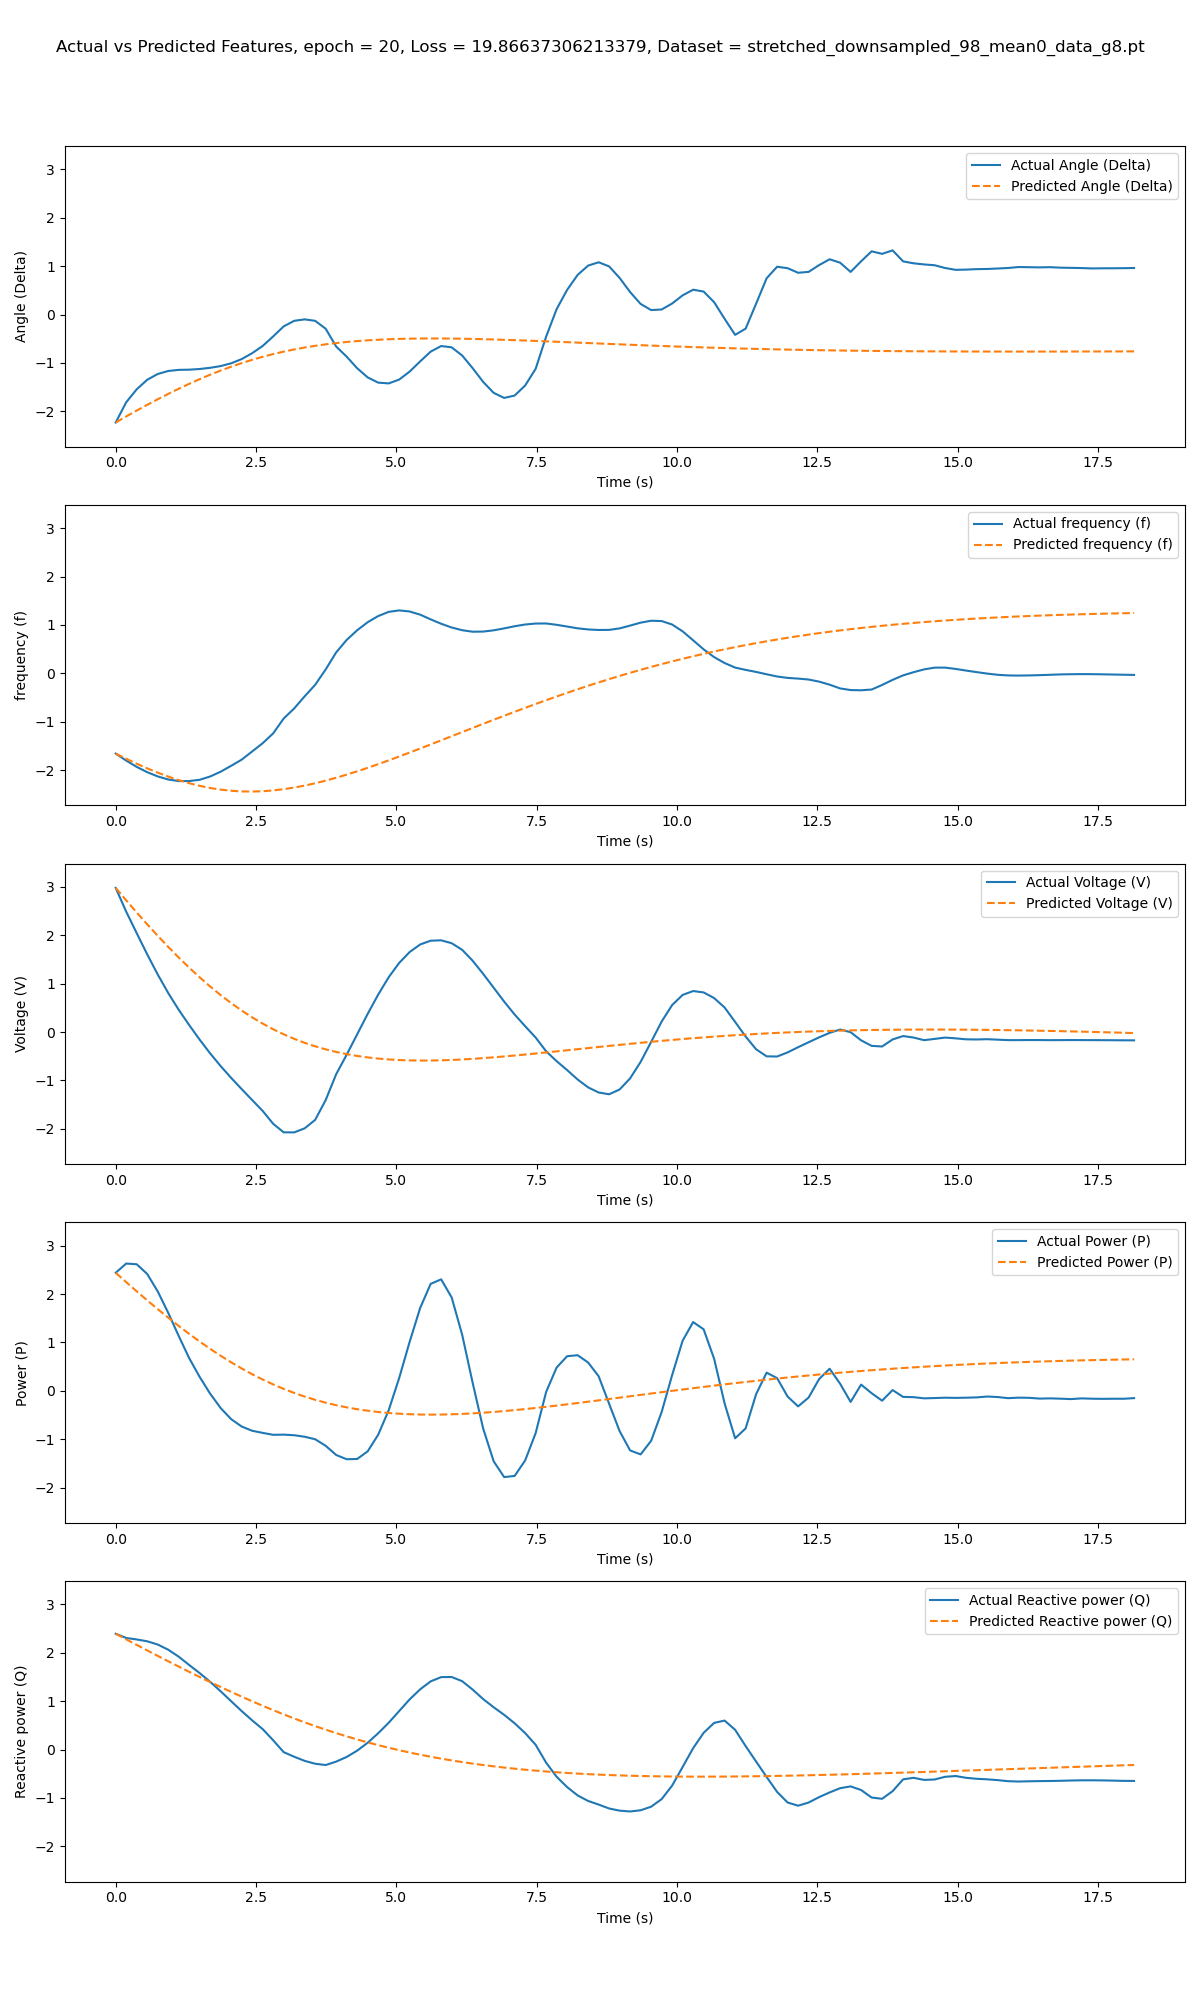 Actual vs Predicted Features, epoch = 20, Loss = 19.86637306213379, Dataset = stretched_downsampled_98_mean0_data_g8.pt
Actual Angle (Delta)
Predicted Angle (Delta)
Angle (Delta)
3
2
1
0
−1
−2
0.0 2.5 5.0 7.5 10.0 12.5 15.0 17.5
Time (s)
Actual frequency (f)
Predicted frequency (f)
frequency (f)
3
2
1
0
−1
−2
0.0 2.5 5.0 7.5 10.0 12.5 15.0 17.5
Time (s)
Actual Voltage (V)
Predicted Voltage (V)
Voltage (V)
3
2
1
0
−1
−2
0.0 2.5 5.0 7.5 10.0 12.5 15.0 17.5
Time (s)
Actual Power (P)
Predicted Power (P)
Power (P)
3
2
1
0
−1
−2
0.0 2.5 5.0 7.5 10.0 12.5 15.0 17.5
Time (s)
Actual Reactive power (Q)
Predicted Reactive power (Q)
Reactive power (Q)
3
2
1
0
−1
−2
0.0 2.5 5.0 7.5 10.0 12.5 15.0 17.5
Time (s)